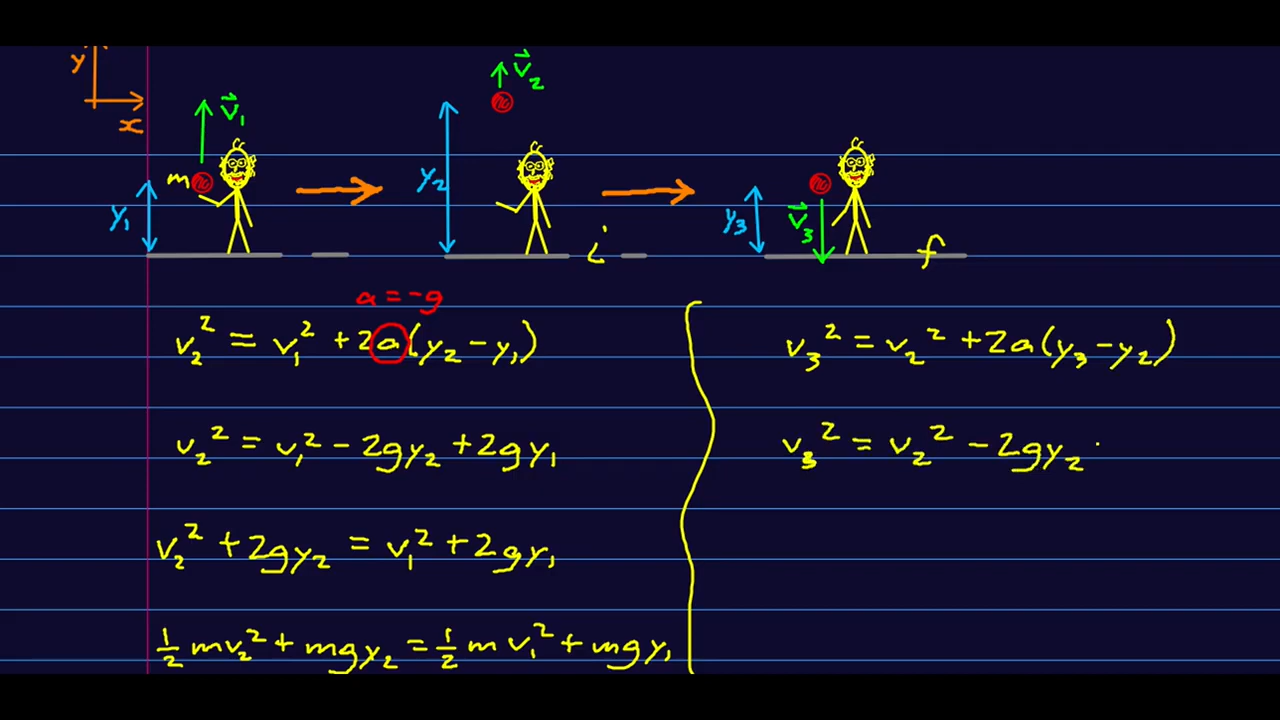 y
x
v⃗₁
m
y₁
v⃗₂
y₂
i
y₃
v⃗₃
f
a = -g
v₂² = v₁² + 2a(y₂ - y₁)
v₂² = v₁² - 2gy₂ + 2gy₁
v₂² + 2gy₂ = v₁² + 2gy₁
½mv₂² + mgy₂ = ½mv₁² + mgy₁
v₃² = v₂² + 2a(y₃ - y₂)
v₃² = v₂² - 2gy₂